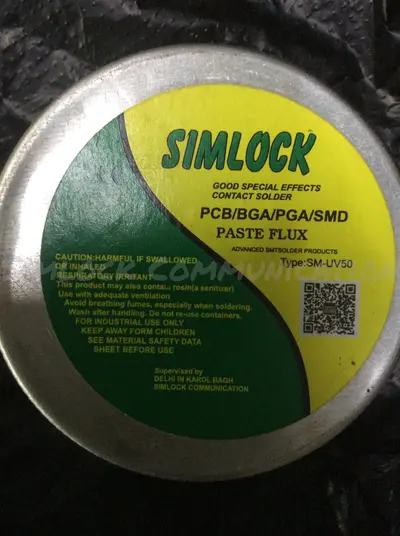 SIMLOCK
GOOD SPECIAL EFFECTS
CONTACT SOLDER
PCB/BGA/PGA/SMD
PASTE FLUX
ADVANCED SMTSOLDER PRODUCTS
Type:SM-UV50
CAUTION:HARMFUL IF SWALLOWED
OR INHALED
RESPIRATORY IRRITANT
This product may also contain resin(sanituer)
Use with adequate ventilation
Avoid breathing fumes, especially when soldering.
Wash after handling. Do not re-use containers.
FOR INDUSTRIAL USE ONLY
KEEP AWAY FORM CHILDREN
SEE MATERIAL SAFETY DATA
SHEET BEFORE USE
Supervised by
DELHI IN KAROL BAGH
SIMLOCK COMMUNICATION